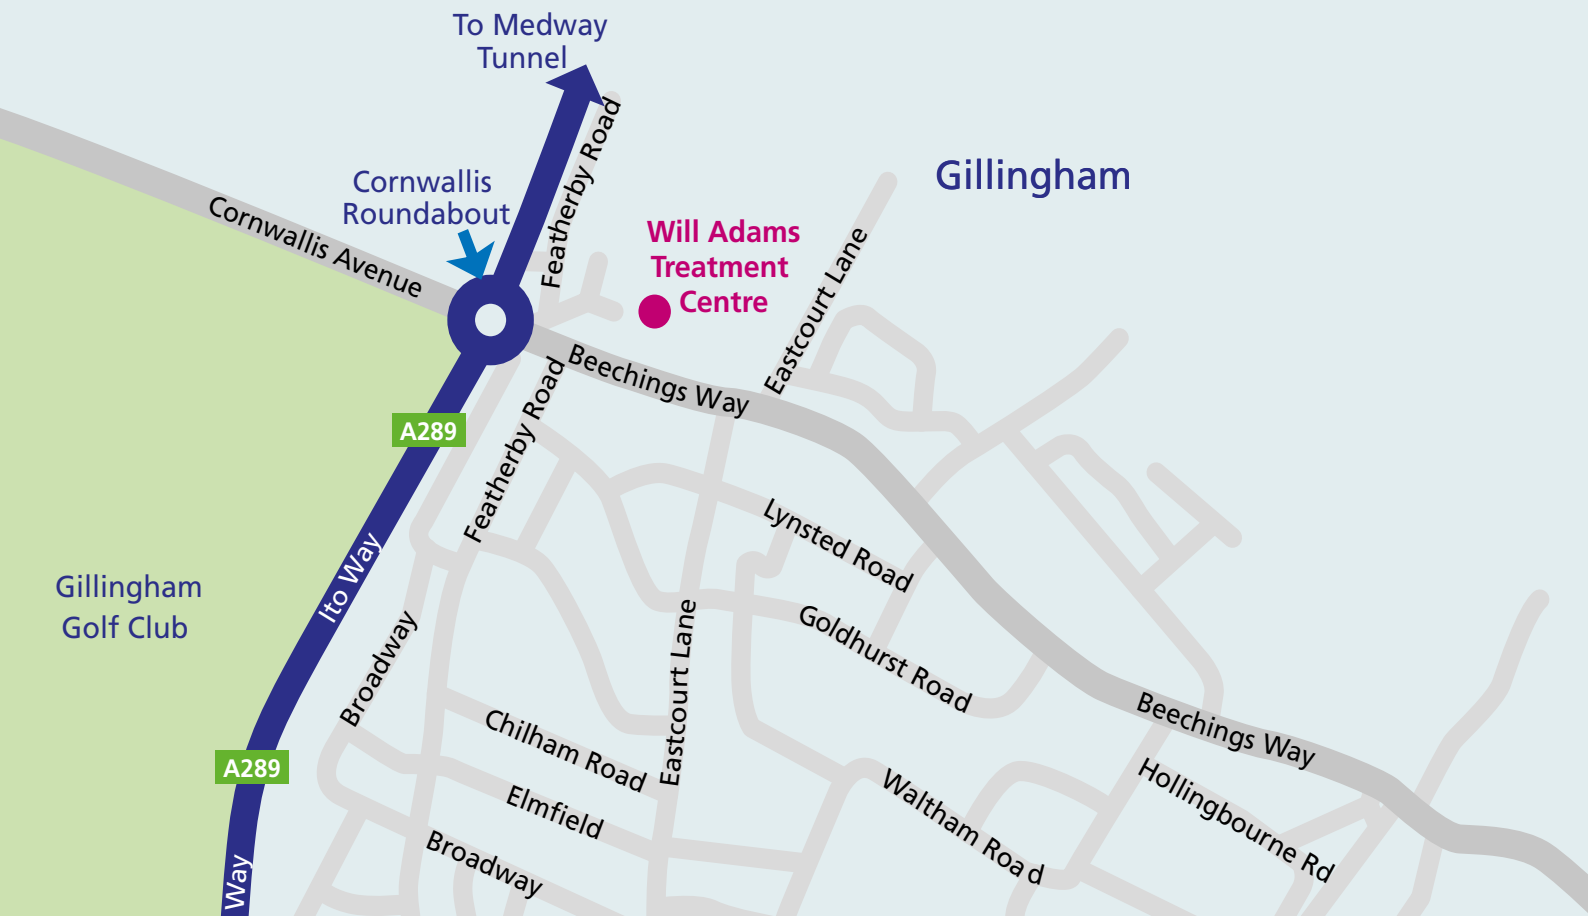 To Medway
Tunnel
Featherby Road
Gillingham
Cornwallis
Roundabout
Cornwallis Avenue
Will Adams
Treatment
Centre
Eastcourt Lane
Beechings Way
A289
Featherby Road
Ito Way
Lynsted Road
Gillingham
Golf Club
Goldhurst Road
Broadway
Eastcourt Lane
Chilham Road
Beechings Way
A289
Elmfield
Waltham Road
Hollingbourne Rd
Broadway
Way